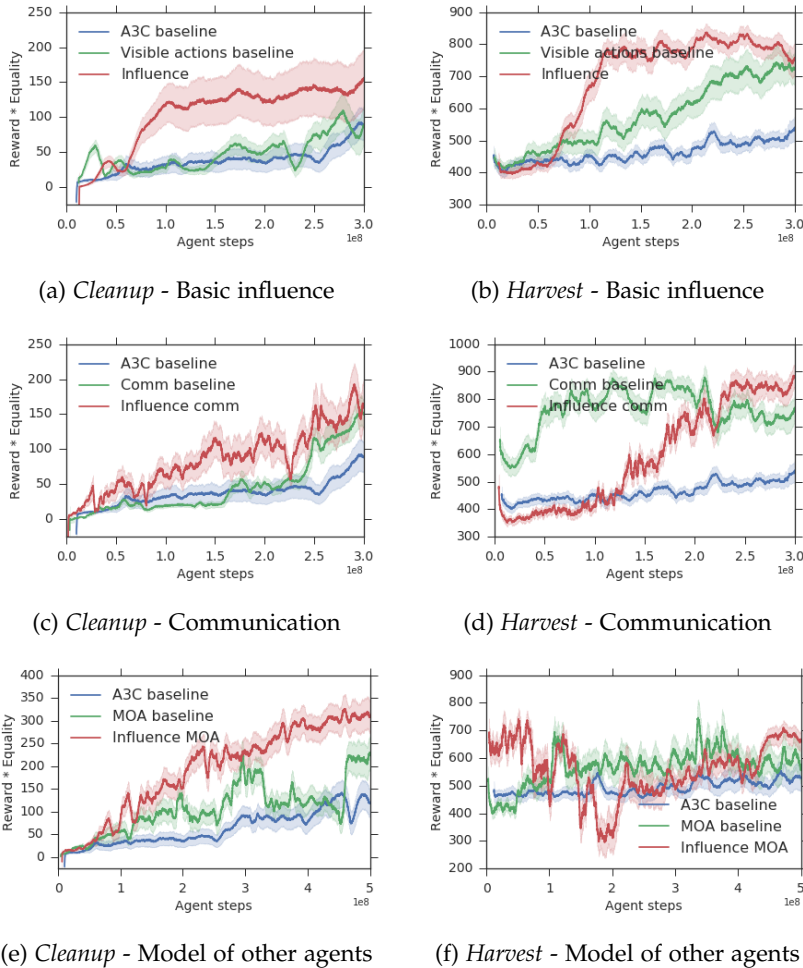 250
200
150
100
50
0
Reward * Equality
A3C baseline
Visible actions baseline
Influence
0.0 0.5 1.0 1.5 2.0 2.5 3.0
Agent steps
1e8
(a) Cleanup - Basic influence
900
800
700
600
500
400
300
Reward * Equality
A3C baseline
Visible actions baseline
Influence
0.0 0.5 1.0 1.5 2.0 2.5 3.0
Agent steps
1e8
(b) Harvest - Basic influence
250
200
150
100
50
0
Reward * Equality
A3C baseline
Comm baseline
Influence comm
0.0 0.5 1.0 1.5 2.0 2.5 3.0
Agent steps
1e8
(c) Cleanup - Communication
1000
900
800
700
600
500
400
300
Reward * Equality
A3C baseline
Comm baseline
Influence comm
0.0 0.5 1.0 1.5 2.0 2.5 3.0
Agent steps
1e8
(d) Harvest - Communication
400
350
300
250
200
150
100
50
0
Reward * Equality
A3C baseline
MOA baseline
Influence MOA
0 1 2 3 4 5
Agent steps
1e8
(e) Cleanup - Model of other agents
900
800
700
600
500
400
300
200
Reward * Equality
A3C baseline
MOA baseline
Influence MOA
0 1 2 3 4 5
Agent steps
1e8
(f) Harvest - Model of other agents